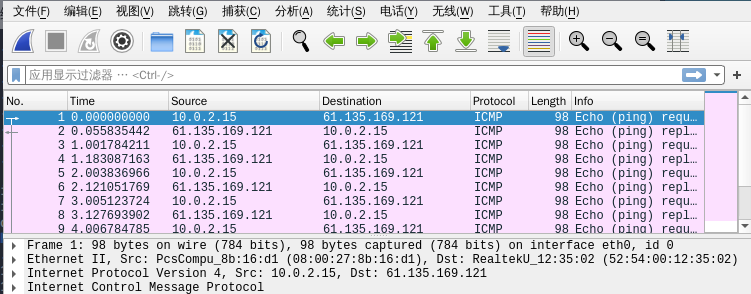 文件(F) 编辑(E) 视图(V) 跳转(G) 捕获(C) 分析(A) 统计(S) 电话(Y) 无线(W) 工具(T) 帮助(H)
应用显示过滤器 … <Ctrl-/>
No. Time Source Destination Protocol Length Info
1 0.000000000 10.0.2.15 61.135.169.121 ICMP 98 Echo (ping) requ…
2 0.055835442 61.135.169.121 10.0.2.15 ICMP 98 Echo (ping) repl…
3 1.001784211 10.0.2.15 61.135.169.121 ICMP 98 Echo (ping) requ…
4 1.183087163 61.135.169.121 10.0.2.15 ICMP 98 Echo (ping) repl…
5 2.003836966 10.0.2.15 61.135.169.121 ICMP 98 Echo (ping) requ…
6 2.121051769 61.135.169.121 10.0.2.15 ICMP 98 Echo (ping) repl…
7 3.005123724 10.0.2.15 61.135.169.121 ICMP 98 Echo (ping) requ…
8 3.127693902 61.135.169.121 10.0.2.15 ICMP 98 Echo (ping) repl…
9 4.006784785 10.0.2.15 61.135.169.121 ICMP 98 Echo (ping) requ…
Frame 1: 98 bytes on wire (784 bits), 98 bytes captured (784 bits) on interface eth0, id 0
Ethernet II, Src: PcsCompu_8b:16:d1 (08:00:27:8b:16:d1), Dst: RealtekU_12:35:02 (52:54:00:12:35:02)
Internet Protocol Version 4, Src: 10.0.2.15, Dst: 61.135.169.121
Internet Control Message Protocol